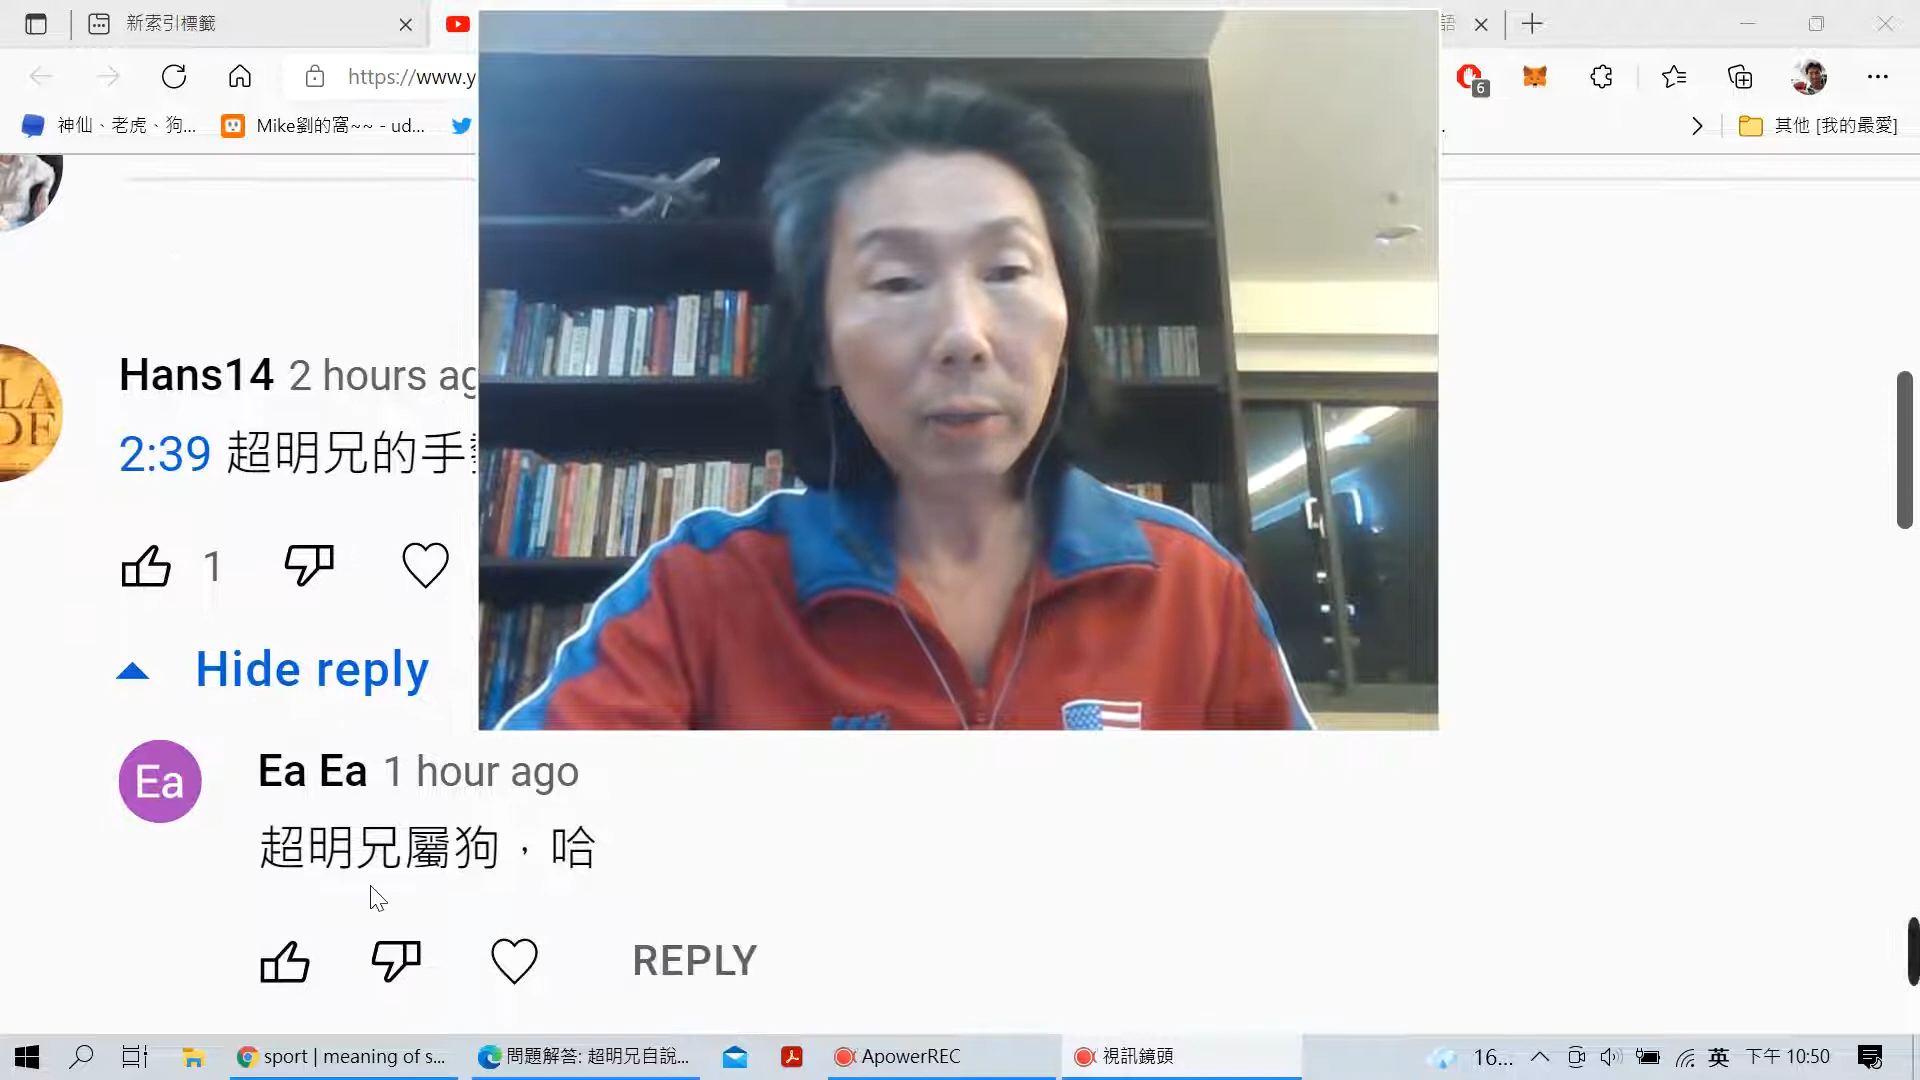 新索引標籤
語
https://www.y
6
神仙、老虎、狗...
Mike劉的窩~~ - ud...
其他 [我的最愛]
LA
DE
Hans14 2 hours ag
2:39 超明兄的手
1
Hide reply
Ea
Ea Ea 1 hour ago
超明兄屬狗，哈
REPLY
sport | meaning of s...
問題解答: 超明兄自說...
ApowerREC
視訊鏡頭
16...
英
下午 10:50